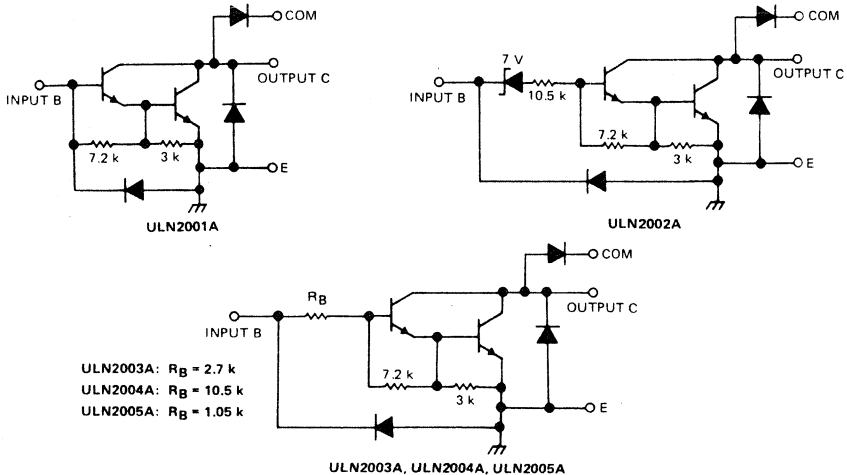 COM
OUTPUT C
INPUT B
7.2 k
3 k
E
ULN2001A
COM
7 V
OUTPUT C
INPUT B
10.5 k
7.2 k
3 k
E
ULN2002A
COM
RB
OUTPUT C
INPUT B
ULN2003A: RB = 2.7 k
ULN2004A: RB = 10.5 k
ULN2005A: RB = 1.05 k
7.2 k
3 k
E
ULN2003A, ULN2004A, ULN2005A